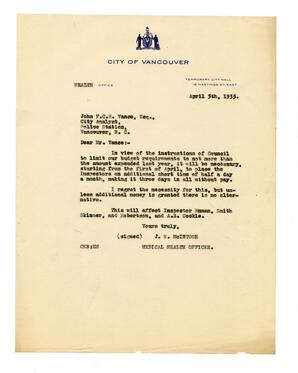 CITY OF VANCOUVER
TEMPORARY CITY HALL
16 HASTINGS ST. EAST
HEALTH OFFICE
April 5th, 1935.
John F.C.B. Vance, Esq.,
City Analyst,
Police Station,
Vancouver, B. C.
Dear Mr. Vance:
In view of the instructions of Council
to limit our budget requirements to not more than
the amount expended last year, it will be necessary,
starting from the first of April, to place the
Inspectors on additional short time of half a day
a month, making it three days in all without pay.
I regret the necessity for this, but un-
less additional money is granted there is no alter-
native.
This will affect Inspector Smith
Skinner, and Robertson, and A.S. Cockle.
Yours truly,
(signed) J. W. McINTOSH
MEDICAL HEALTH OFFICER.